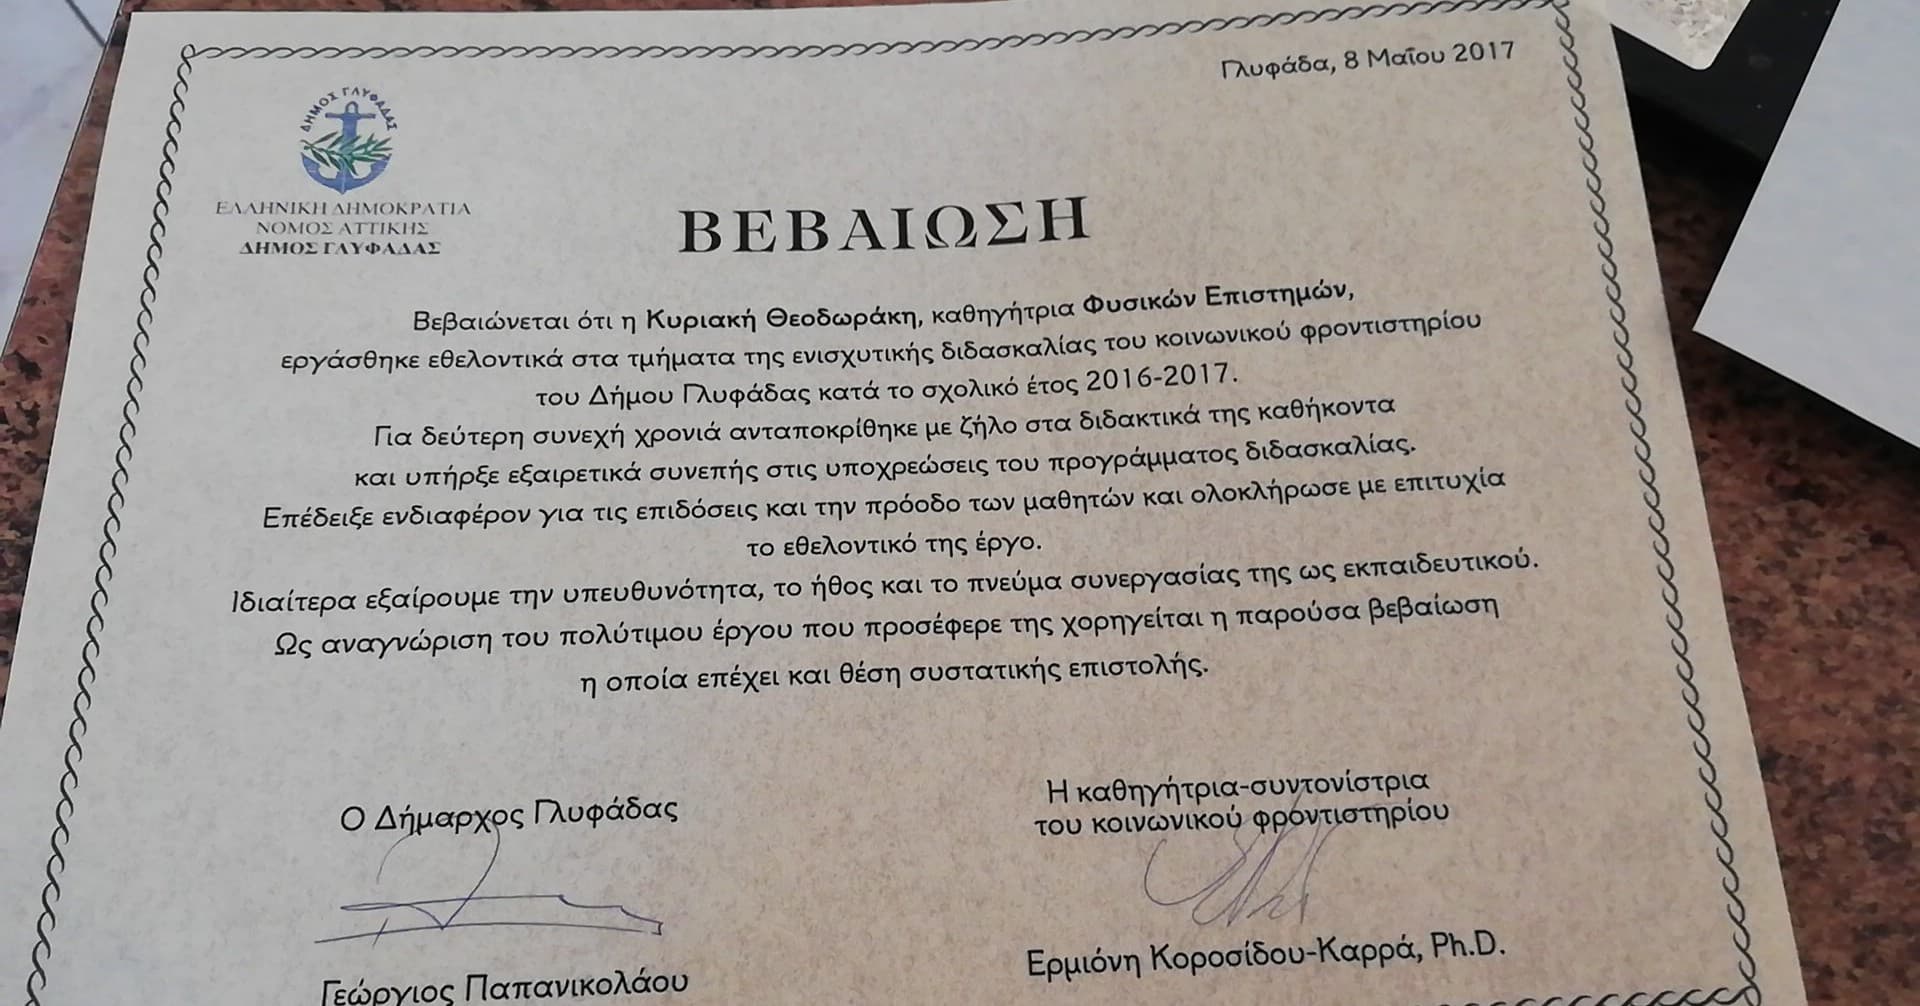 Γλυφάδα, 8 Μαΐου 2017
ΔΗΜΟΣ ΓΛΥΦΑΔΑΣ
ΕΛΛΗΝΙΚΗ ΔΗΜΟΚΡΑΤΙΑ
ΝΟΜΟΣ ΑΤΤΙΚΗΣ
ΔΗΜΟΣ ΓΛΥΦΑΔΑΣ
ΒΕΒΑΙΩΣΗ
Βεβαιώνεται ότι η Κυριακή Θεοδωράκη, καθηγήτρια Φυσικών Επιστημών,
εργάσθηκε εθελοντικά στα τμήματα της ενισχυτικής διδασκαλίας του κοινωνικού φροντιστηρίου
του Δήμου Γλυφάδας κατά το σχολικό έτος 2016-2017.
Για δεύτερη συνεχή χρονιά ανταποκρίθηκε με ζήλο στα διδακτικά της καθήκοντα
και υπήρξε εξαιρετικά συνεπής στις υποχρεώσεις του προγράμματος διδασκαλίας.
Επέδειξε ενδιαφέρον για τις επιδόσεις και την πρόοδο των μαθητών και ολοκλήρωσε με επιτυχία
το εθελοντικό της έργο.
Ιδιαίτερα εξαίρουμε την υπευθυνότητα, το ήθος και το πνεύμα συνεργασίας της ως εκπαιδευτικού.
Ως αναγνώριση του πολύτιμου έργου που προσέφερε της χορηγείται η παρούσα βεβαίωση
η οποία επέχει και θέση συστατικής επιστολής.
Ο Δήμαρχος Γλυφάδας
Γεώργιος Παπανικολάου
Η καθηγήτρια-συντονίστρια
του κοινωνικού φροντιστηρίου
Ερμιόνη Κοροσίδου-Καρρά, Ph.D.